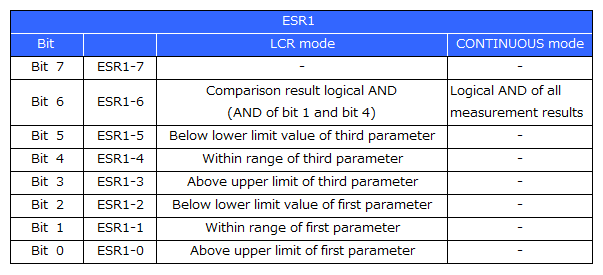 ESR1
Bit LCR mode CONTINUOUS mode
Bit 7 ESR1-7 - -
Bit 6 ESR1-6 Comparison result logical AND Logical AND of all
(AND of bit 1 and bit 4) measurement results
Bit 5 ESR1-5 Below lower limit value of third parameter -
Bit 4 ESR1-4 Within range of third parameter -
Bit 3 ESR1-3 Above upper limit of third parameter -
Bit 2 ESR1-2 Below lower limit value of first parameter -
Bit 1 ESR1-1 Within range of first parameter -
Bit 0 ESR1-0 Above upper limit of first parameter -